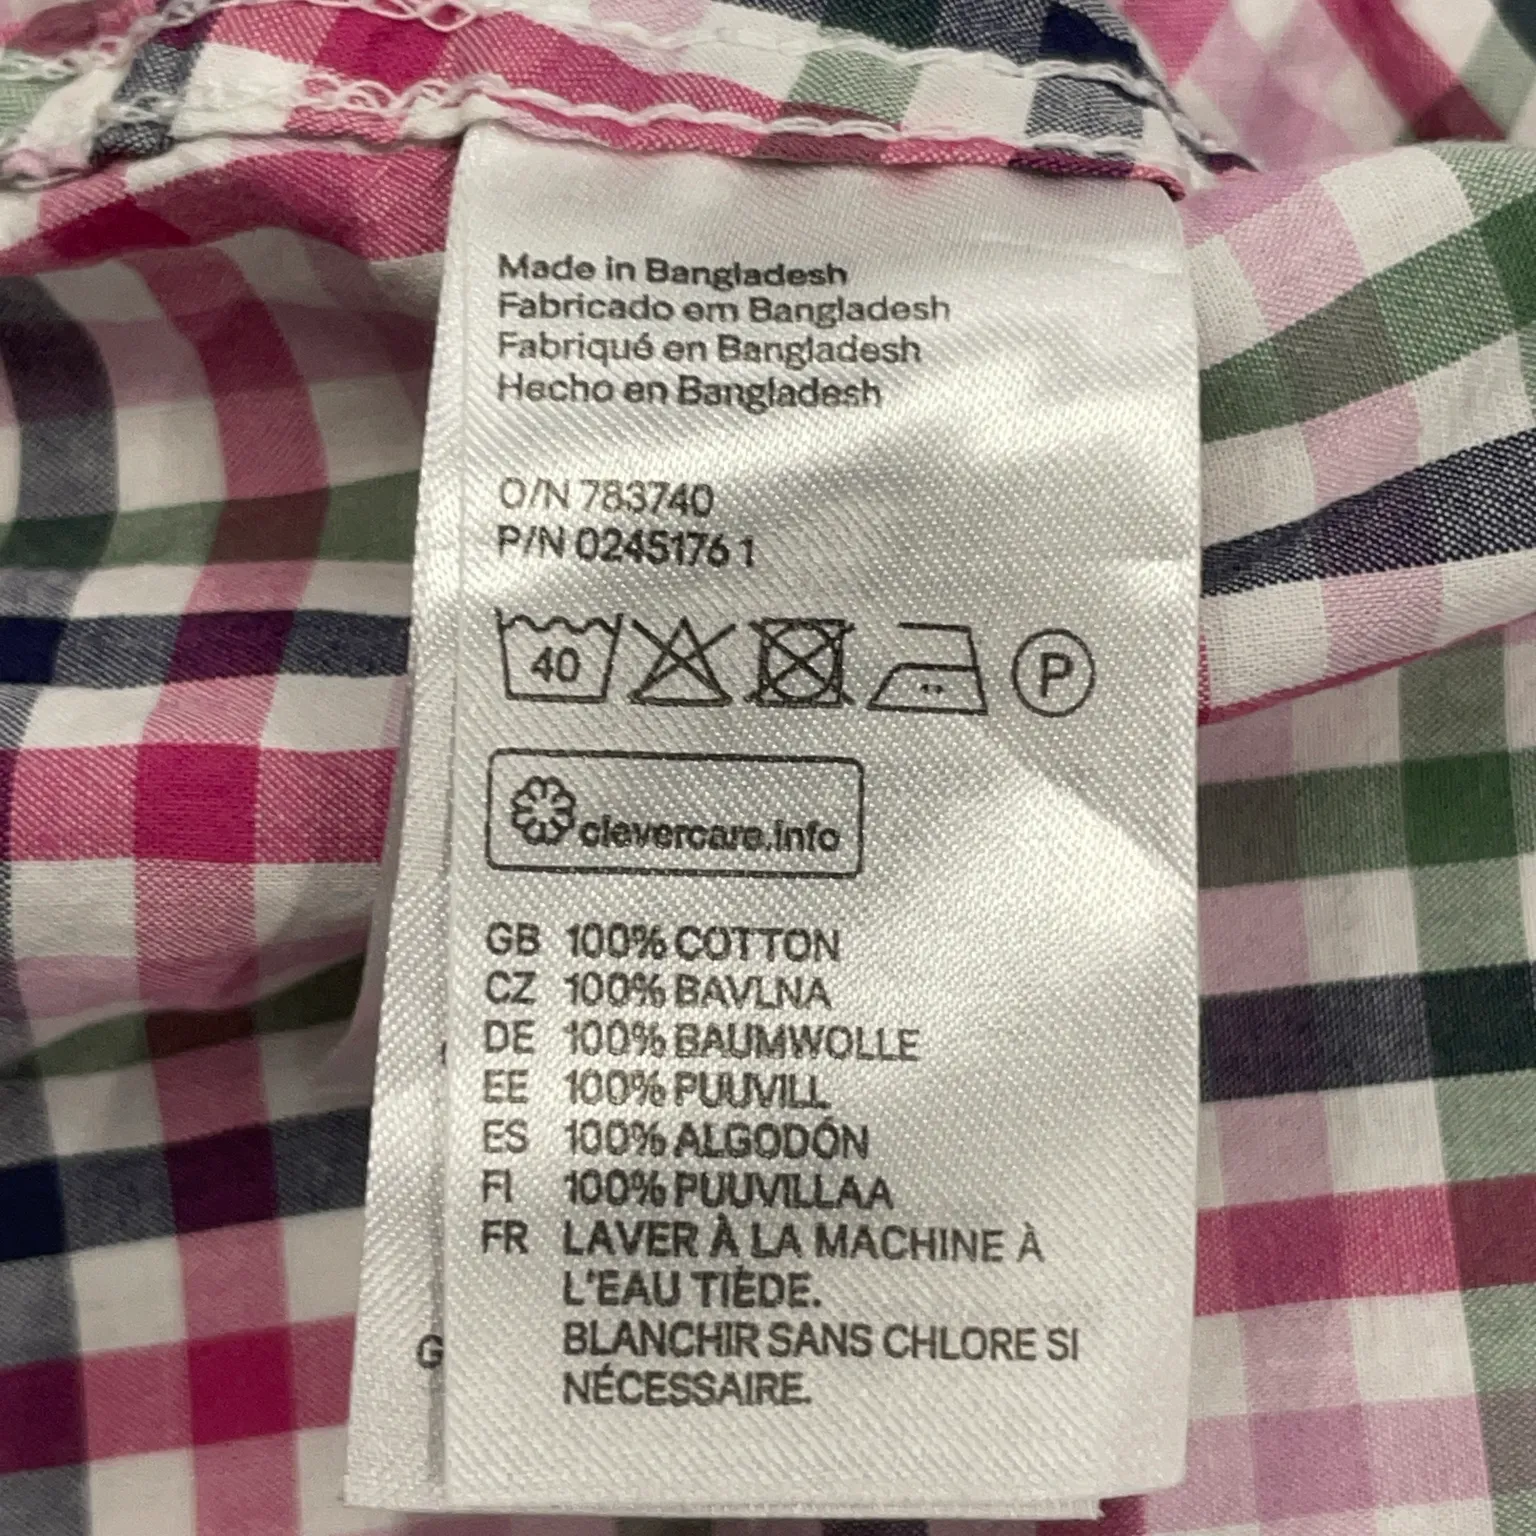 Made in Bangladesh
Fabricado em Bangladesh
Fabriqué en Bangladesh
Hecho en Bangladesh
O/N 783740
P/N 0245176 1
40
P
clevercare.info
GB 100% COTTON
CZ 100% BAVLNA
DE 100% BAUMWOLLE
EE 100% PUUVILL
ES 100% ALGODÓN
FI 100% PUUVILLAA
FR LAVER À LA MACHINE À
L'EAU TIÈDE.
BLANCHIR SANS CHLORE SI
NÉCESSAIRE.
G